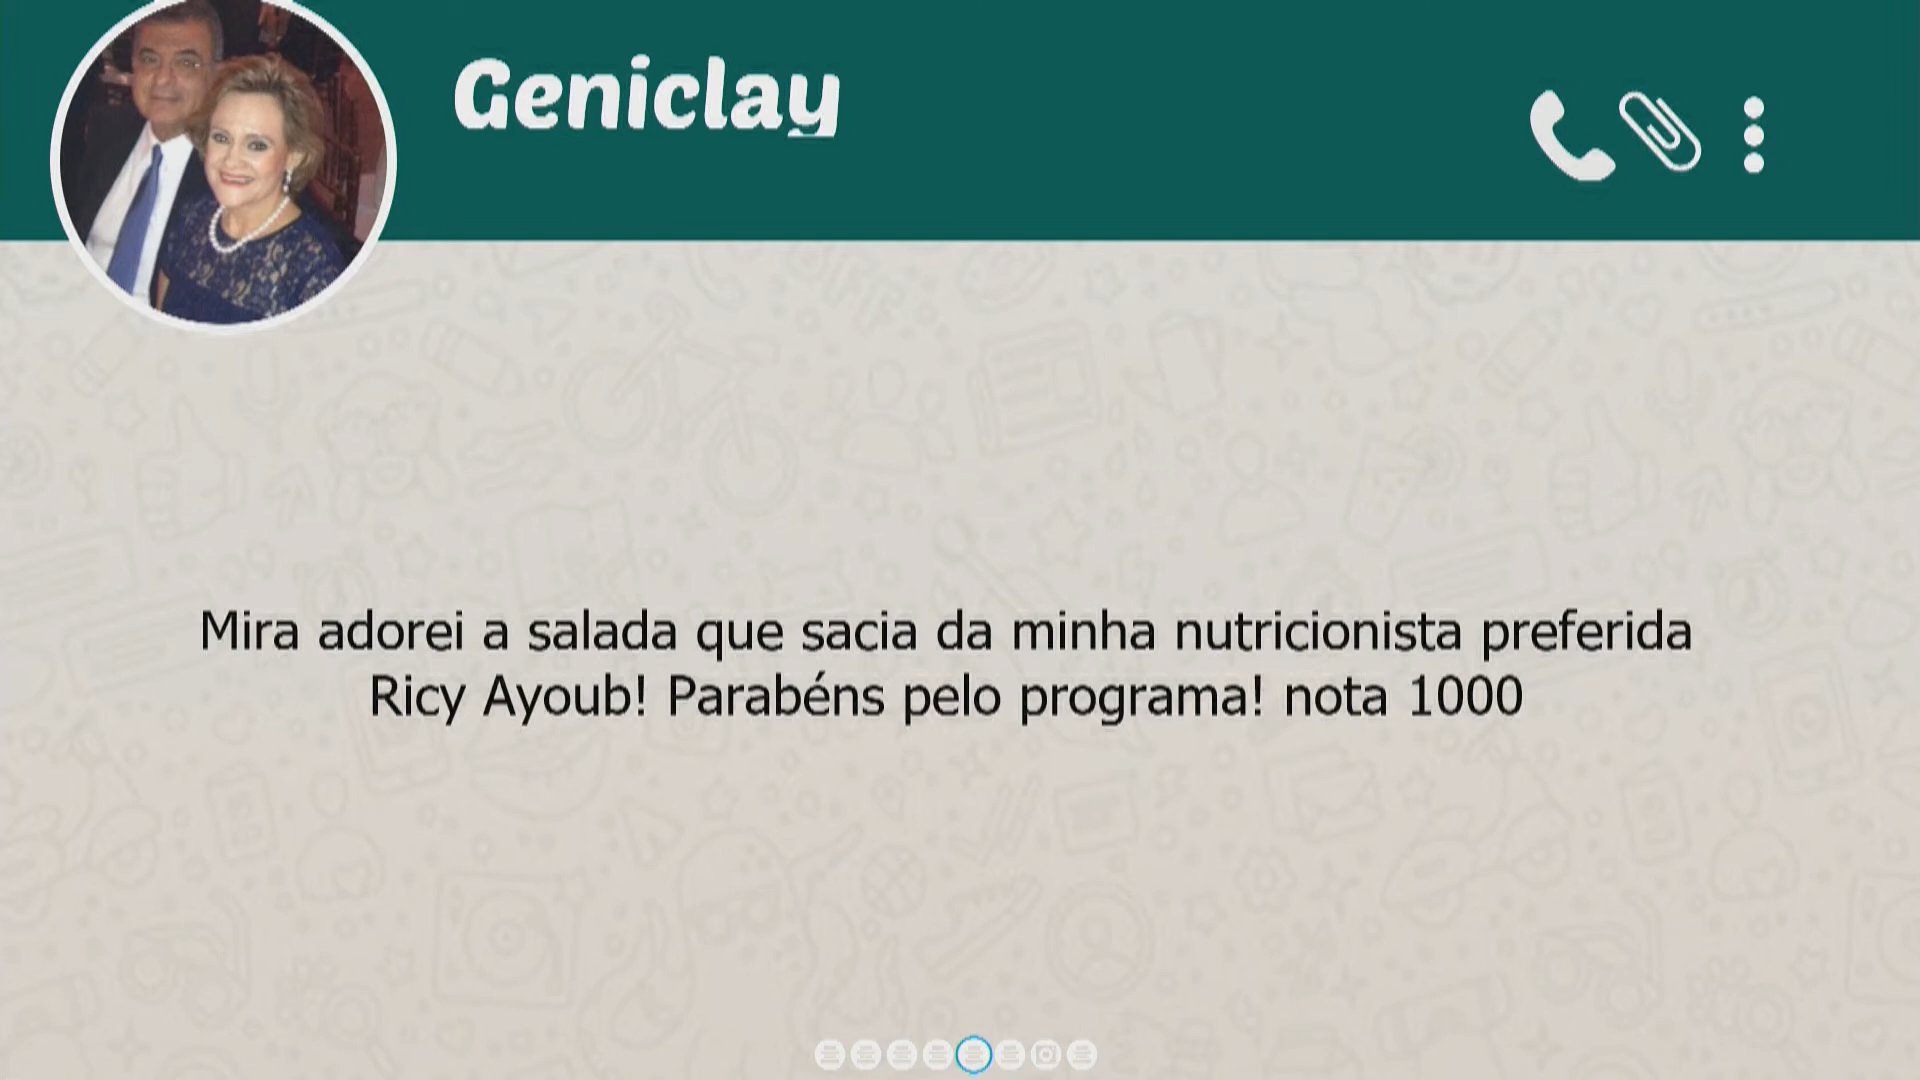 Geniclay
Mira adorei a salada que sacia da minha nutricionista preferida
Ricy Ayoub! Parabéns pelo programa! nota 1000